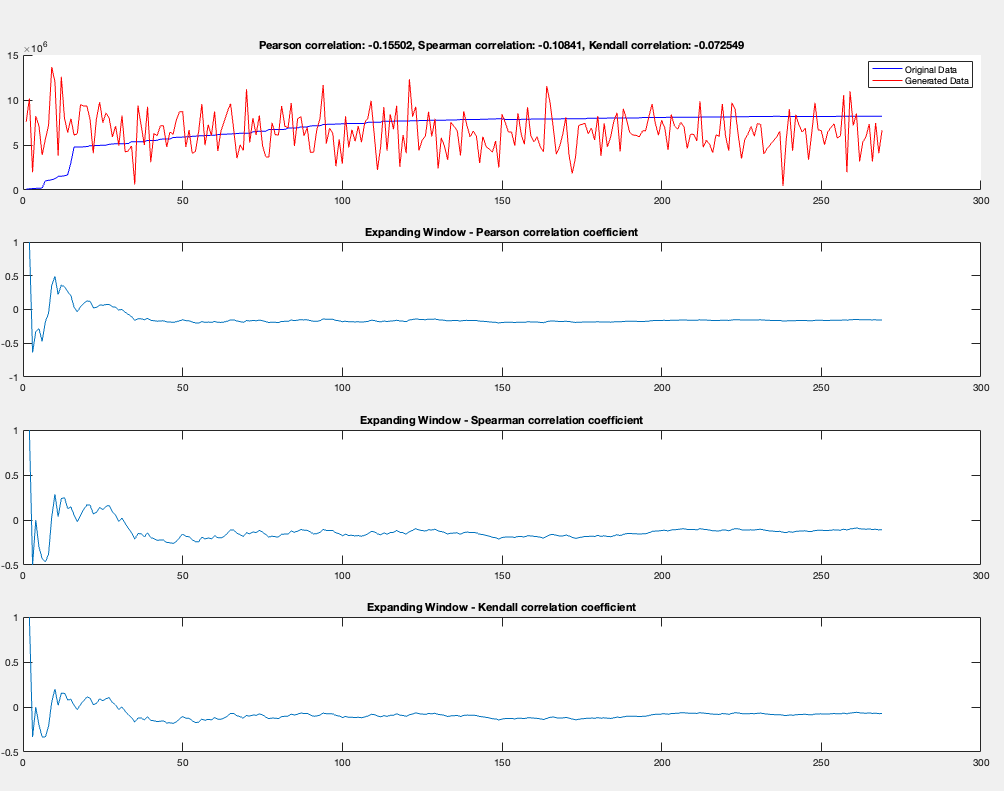 Pearson correlation: -0.15502, Spearman correlation: -0.10841, Kendall correlation: -0.072549
×10^6
15
10
5
0
Original Data
Generated Data
0 50 100 150 200 250 300
Expanding Window - Pearson correlation coefficient
1
0.5
0
-0.5
-1
0 50 100 150 200 250 300
Expanding Window - Spearman correlation coefficient
1
0.5
0
-0.5
0 50 100 150 200 250 300
Expanding Window - Kendall correlation coefficient
1
0.5
0
-0.5
0 50 100 150 200 250 300